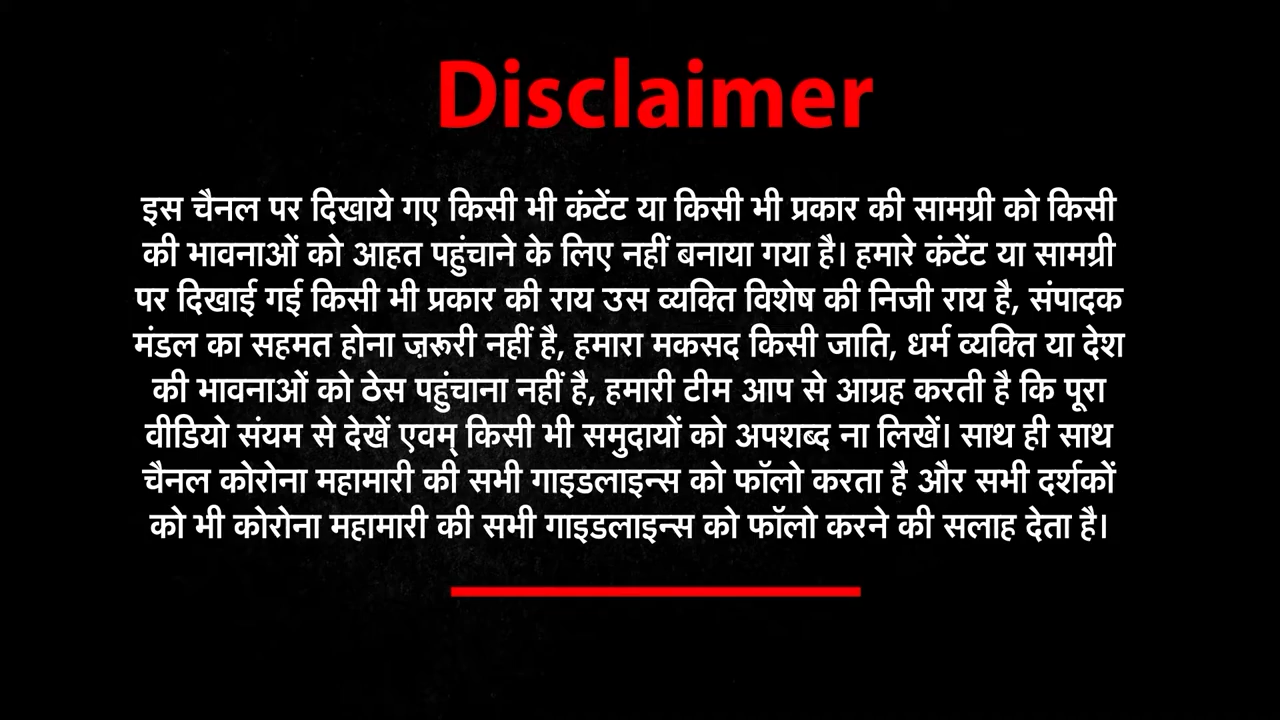 Disclaimer
इस चैनल पर दिखाये गए किसी भी कंटेंट या किसी भी प्रकार की सामग्री को किसी
की भावनाओं को आहत पहुंचाने के लिए नहीं बनाया गया है। हमारे कंटेंट या सामग्री
पर दिखाई गई किसी भी प्रकार की राय उस व्यक्ति विशेष की निजी राय है, संपादक
मंडल का सहमत होना ज़रूरी नहीं है, हमारा मकसद किसी जाति, धर्म व्यक्ति या देश
की भावनाओं को ठेस पहुंचाना नहीं है, हमारी टीम आप से आग्रह करती है कि पूरा
वीडियो संयम से देखें एवम् किसी भी समुदायों को अपशब्द ना लिखें। साथ ही साथ
चैनल कोरोना महामारी की सभी गाइडलाइन्स को फॉलो करता है और सभी दर्शकों
को भी कोरोना महामारी की सभी गाइडलाइन्स को फॉलो करने की सलाह देता है।